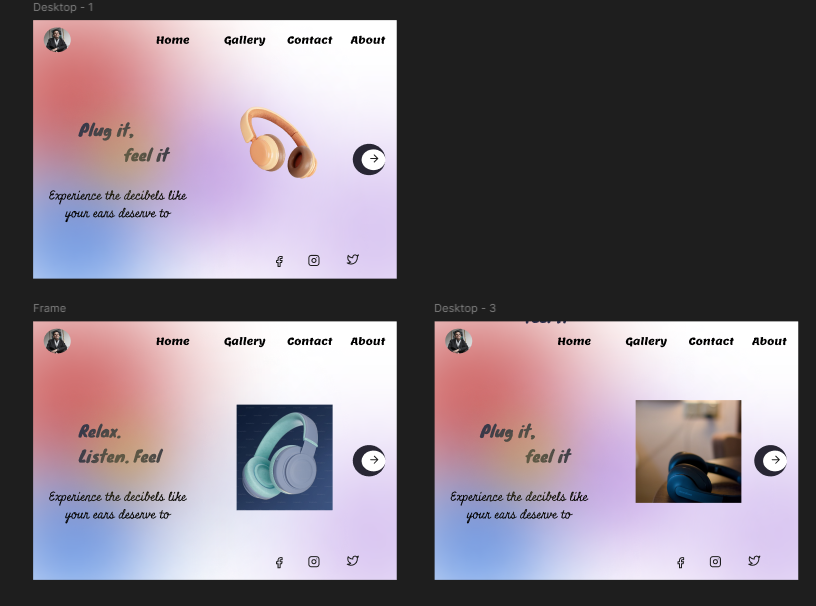 Desktop - 1
Home Gallery Contact About
Plug it,
feel it
Experience the decibels like
your ears deserve to
Frame
Home Gallery Contact About
Relax.
Listen. Feel
Experience the decibels like
your ears deserve to
Desktop - 3
feel it
Home Gallery Contact About
Plug it,
feel it
Experience the decibels like
your ears deserve to